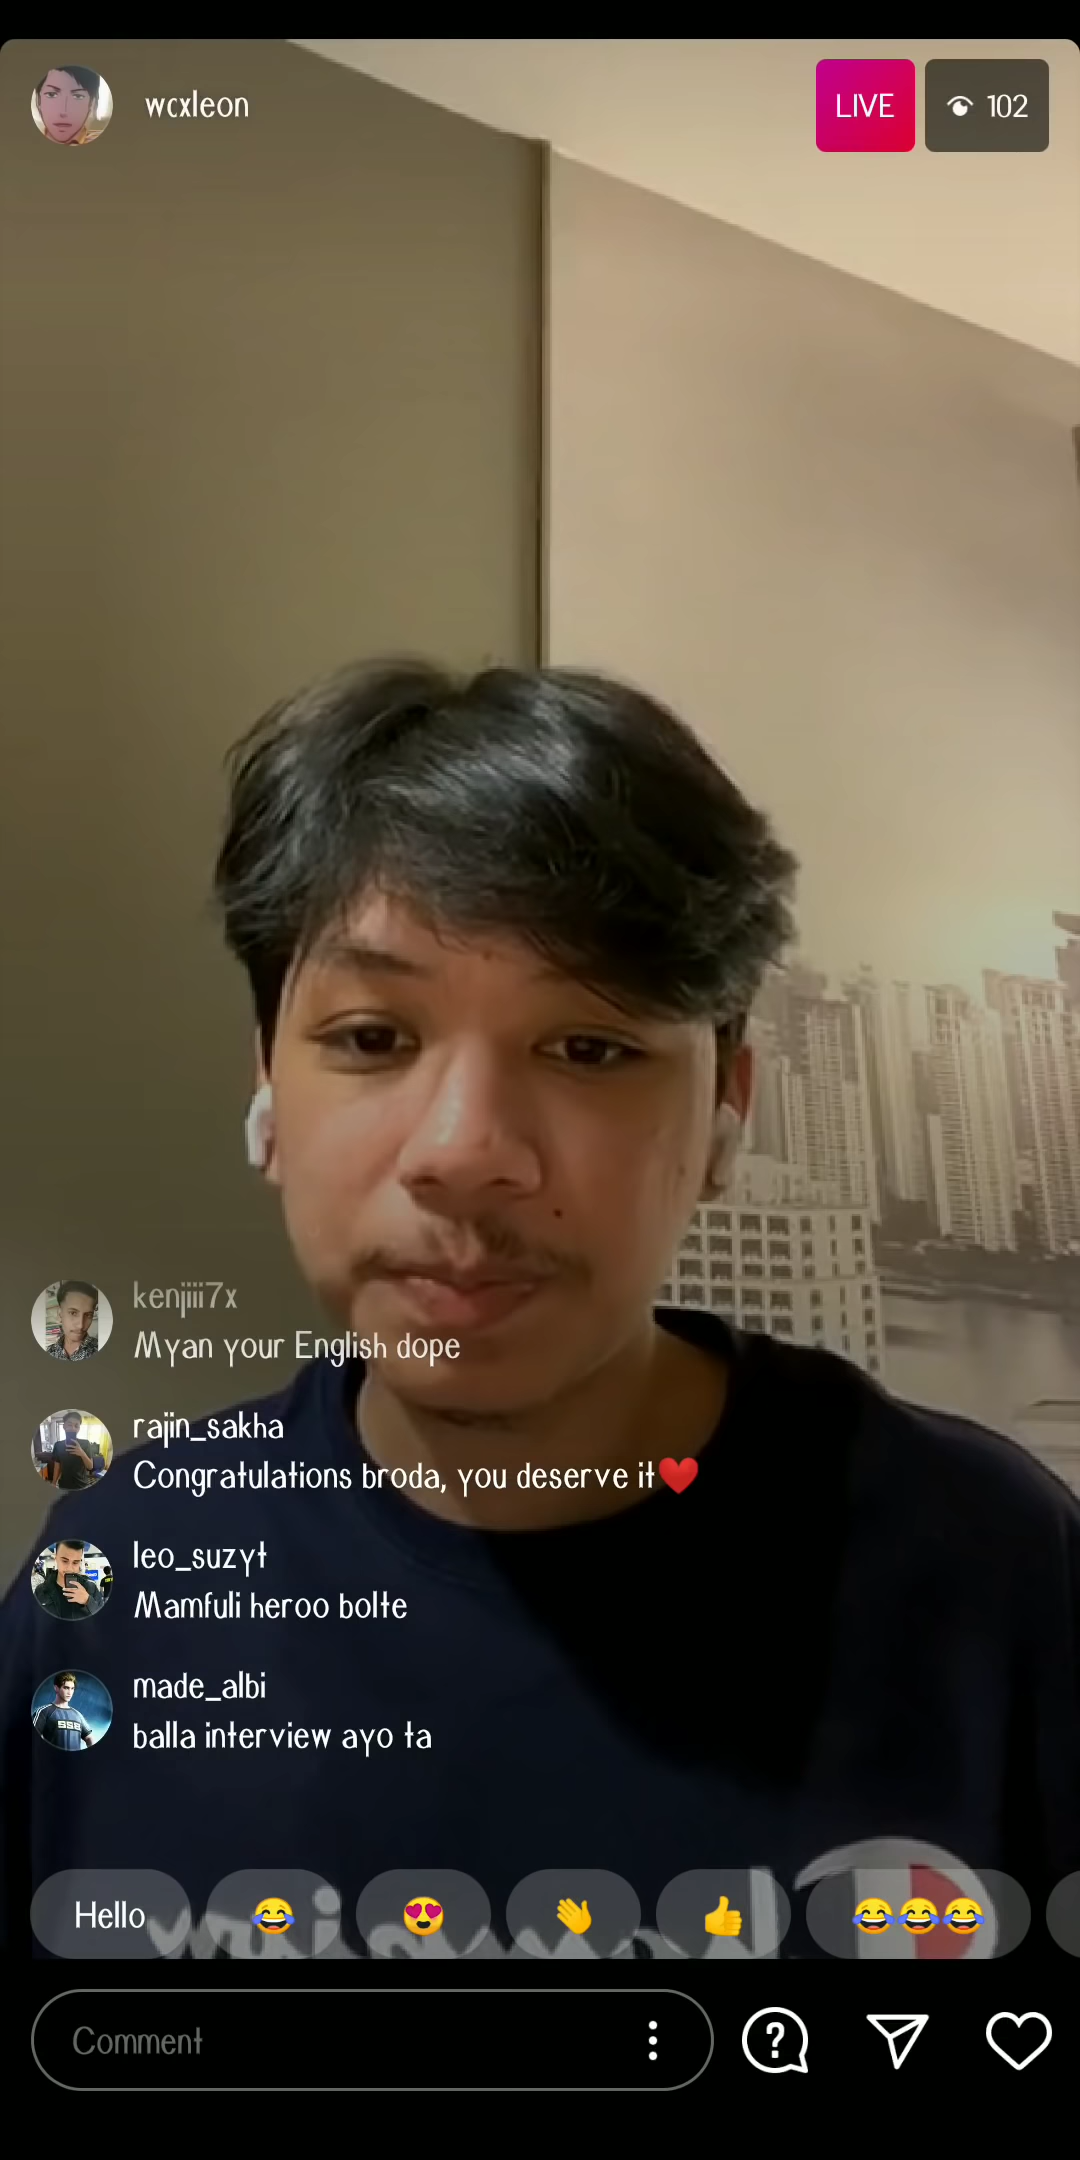 wcxleon
LIVE
102
kenjiii7x
Myan your English dope
rajin_sakha
Congratulations broda, you deserve it❤️
leo_suzyt
Mamfuli heroo bolte
made_albi
balla interview ayo ta
Hello 😂 😍 👋 👍 😂😂😂
Comment